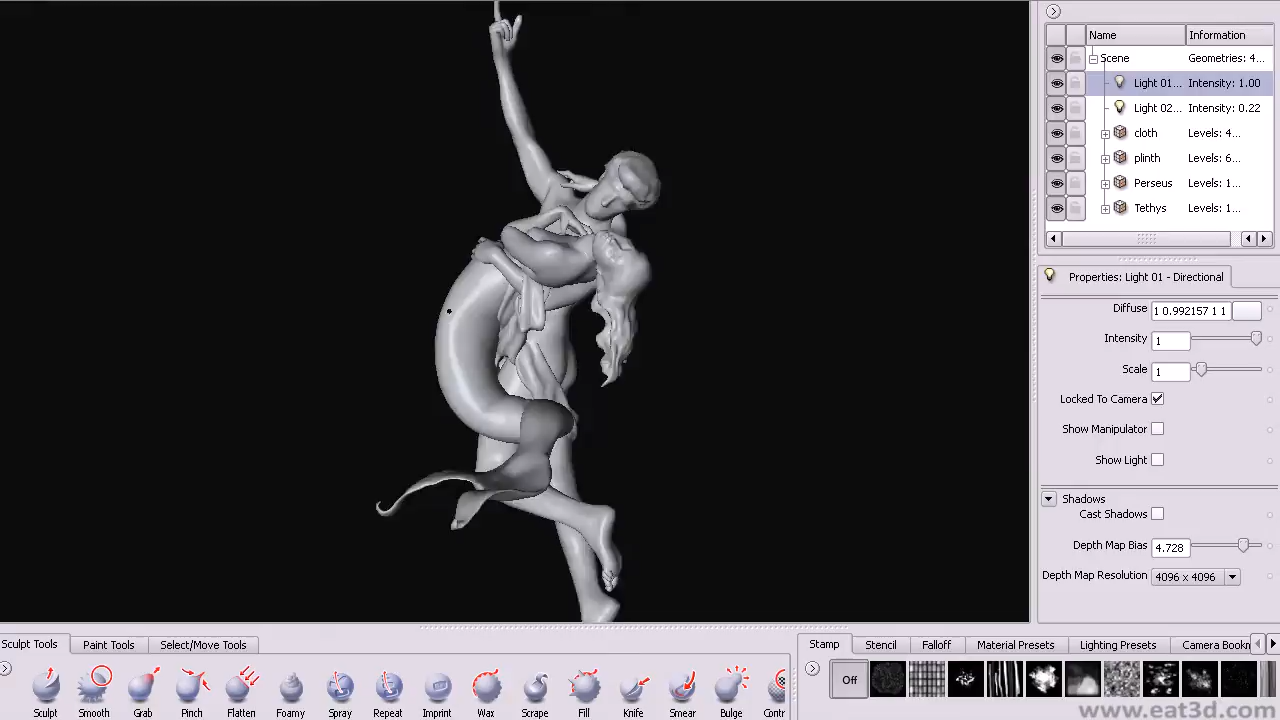 Name Information
Scene Geometries: 4...
Light 01... Intensity: 1.00
Light 02... Intensity: 0.22
cloth Levels: 4...
plinth Levels: 6...
Perseus Levels: 1...
Tethys Levels: 1...
Properties: Light 01 - Directional
Diffuse 1 0.992157 1 1
Intensity 1
Scale 1
Locked To Camera
Show Manipulator
Show Light
Shadows
Cast Shadows
Depth Map Bias 4.728
Depth Map Resolution 4096 x 4096
Sculpt Tools Paint Tools Select/Move Tools
Stamp Stencil Falloff Material Presets Lighting Presets Camera Bookn
Off
Sculpt Smooth Grab Pinch Flatten Foamy Spray Repeat Imprint Wax Scrape Fill Knife Smear Bulge Contr
www.eat3d.com